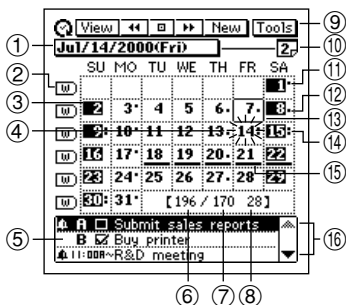 View New Tools ⑨
① Jul/14/2000(Fri) 2 ⑩
SU MO TU WE TH FR SA ⑪
② W 1 ⑫
③ W 2 3 4 5 6 7 8 ⑬
④ W 9 10 11 12 13 14 15 ⑭
W 16 17 18 19 20 21 22
W 23 24 25 26 27 28 29 ⑮
W 30 31 [196 / 170 28]
A Submit sales reports
⑤ B Buy printer ⑯
11:00A~R&D meeting
⑥ ⑦ ⑧